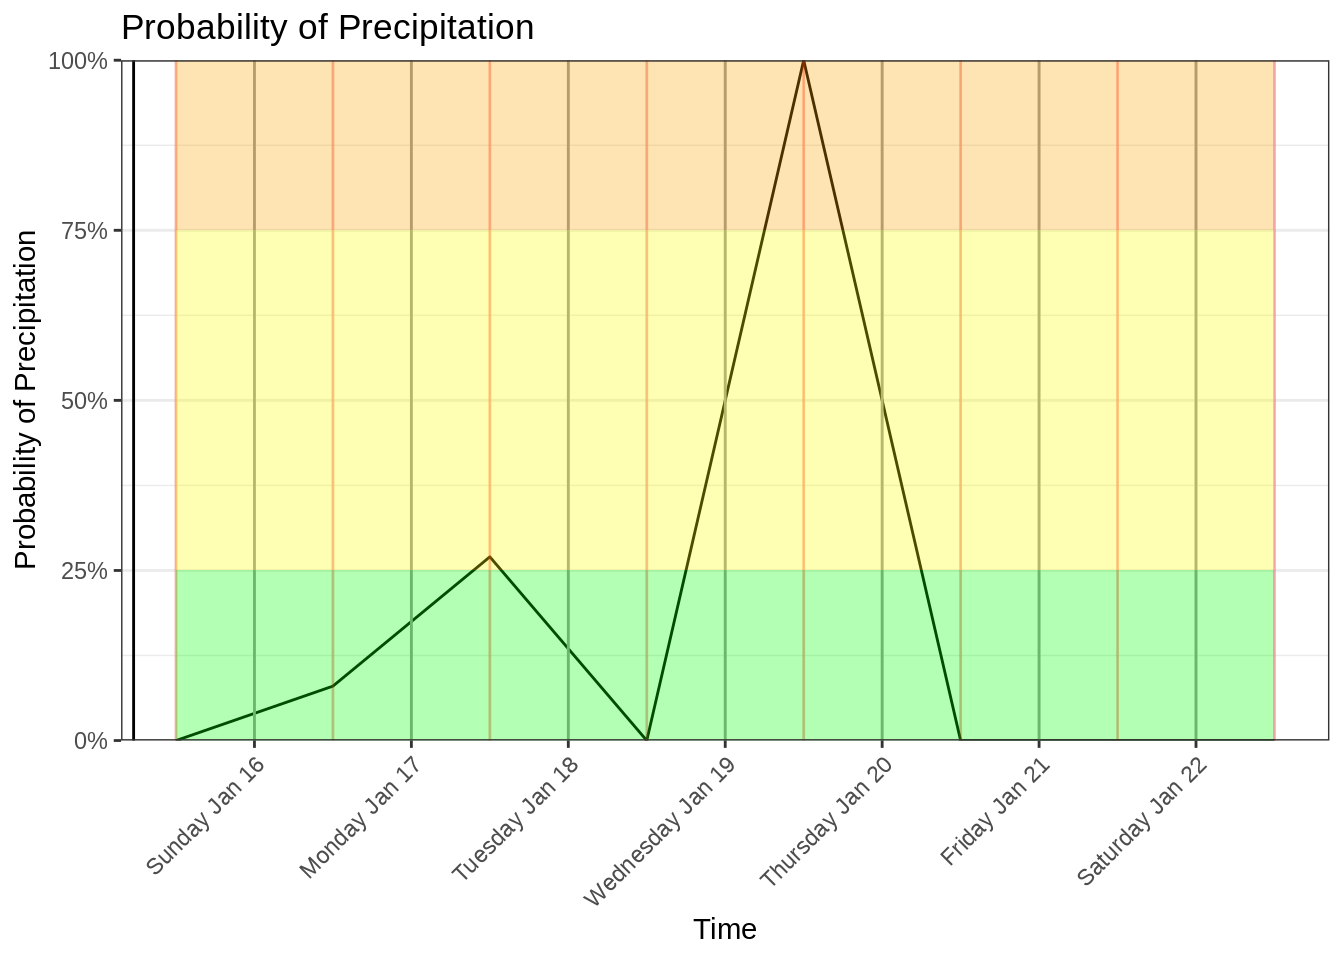 Probability of Precipitation
Probability of Precipitation
100%
75%
50%
25%
0%
Sunday Jan 16
Monday Jan 17
Tuesday Jan 18
Wednesday Jan 19
Thursday Jan 20
Friday Jan 21
Saturday Jan 22
Time